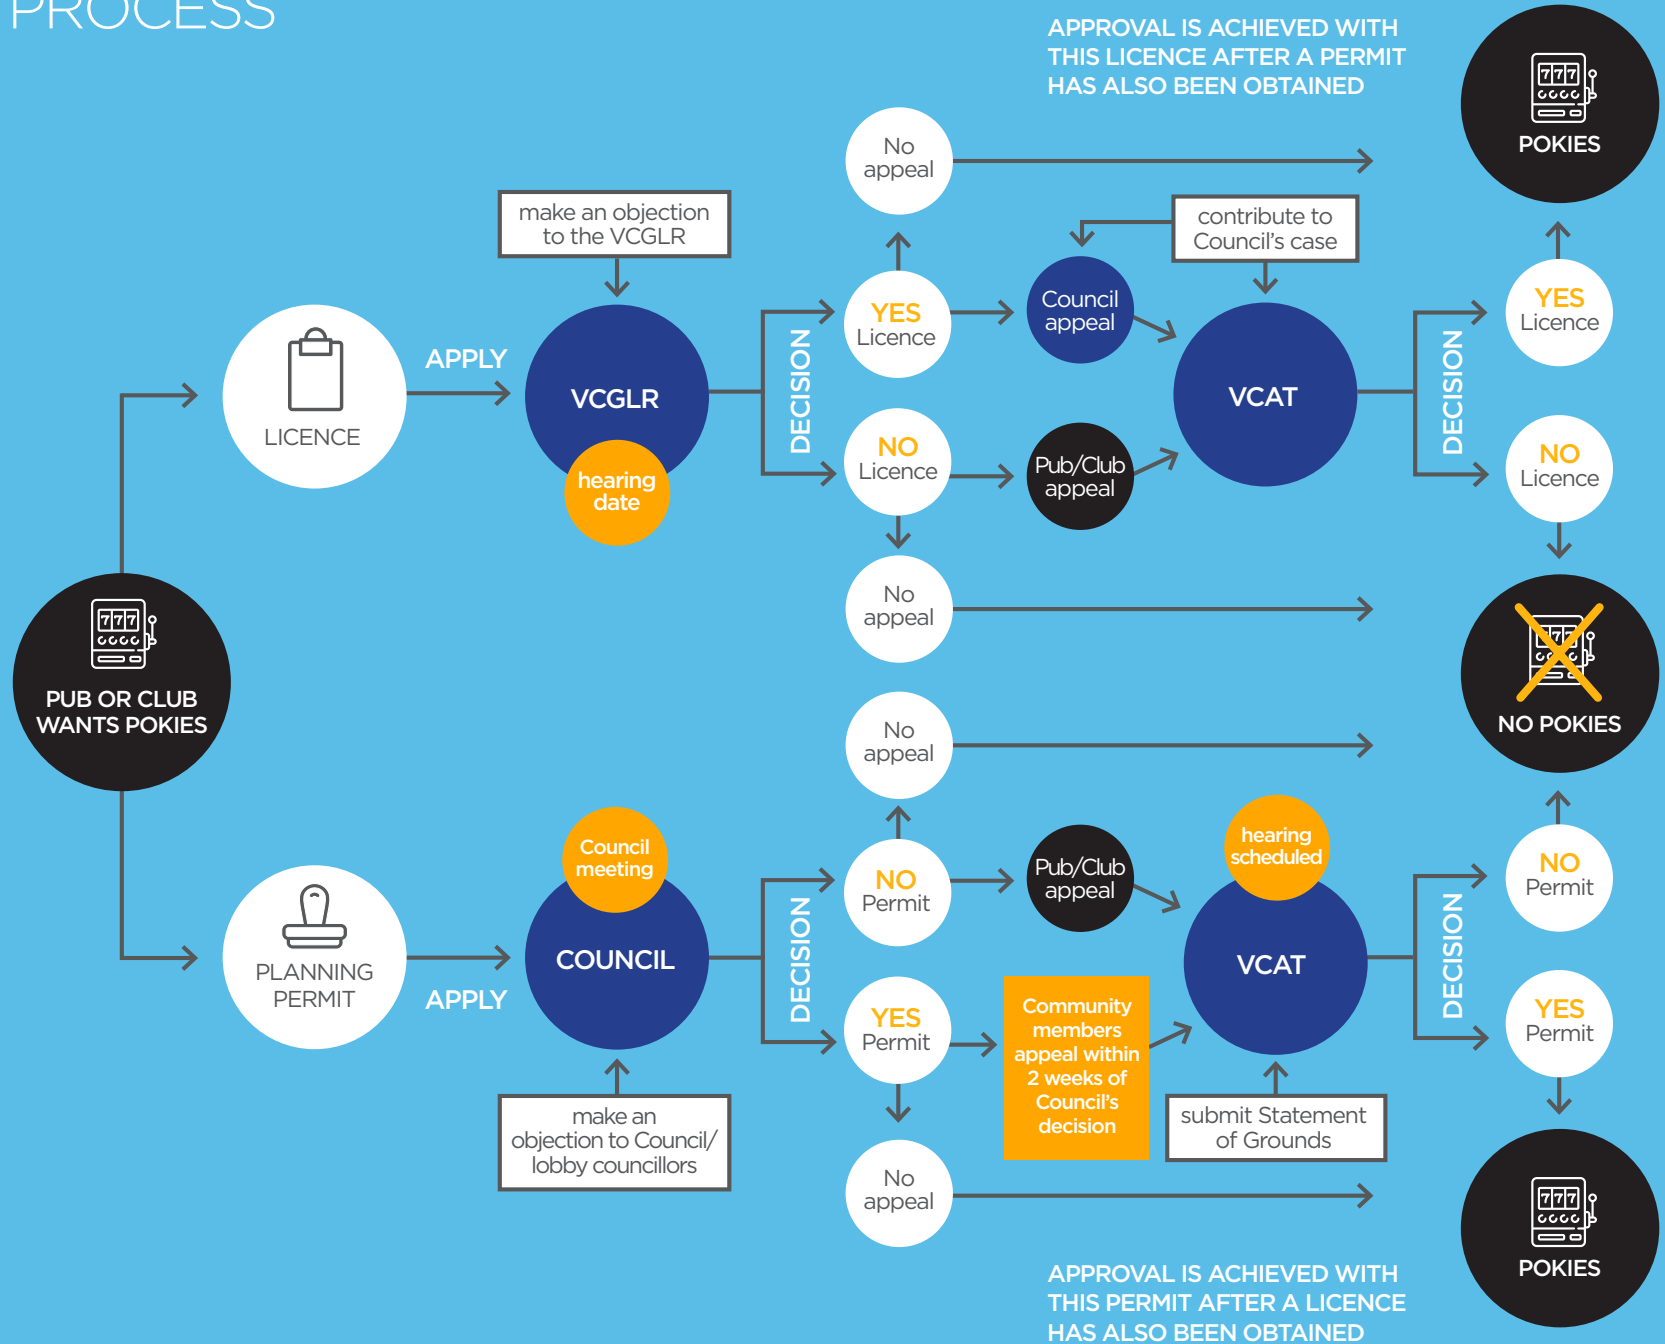 PROCESS
APPROVAL IS ACHIEVED WITH
THIS LICENCE AFTER A PERMIT
HAS ALSO BEEN OBTAINED
777
POKIES
No
appeal
make an objection
to the VCGLR
contribute to
Council's case
LICENCE
APPLY
VCGLR
hearing
date
DECISION
YES
Licence
NO
Licence
Council
appeal
Pub/Club
appeal
VCAT
DECISION
YES
Licence
NO
Licence
No
appeal
777
PUB OR CLUB
WANTS POKIES
777
NO POKIES
No
appeal
PLANNING
PERMIT
APPLY
Council
meeting
COUNCIL
make an
objection to Council/
lobby councillors
DECISION
NO
Permit
YES
Permit
Pub/Club
appeal
Community
members
appeal within
2 weeks of
Council's
decision
hearing
scheduled
VCAT
submit Statement
of Grounds
DECISION
NO
Permit
YES
Permit
No
appeal
777
POKIES
APPROVAL IS ACHIEVED WITH
THIS PERMIT AFTER A LICENCE
HAS ALSO BEEN OBTAINED